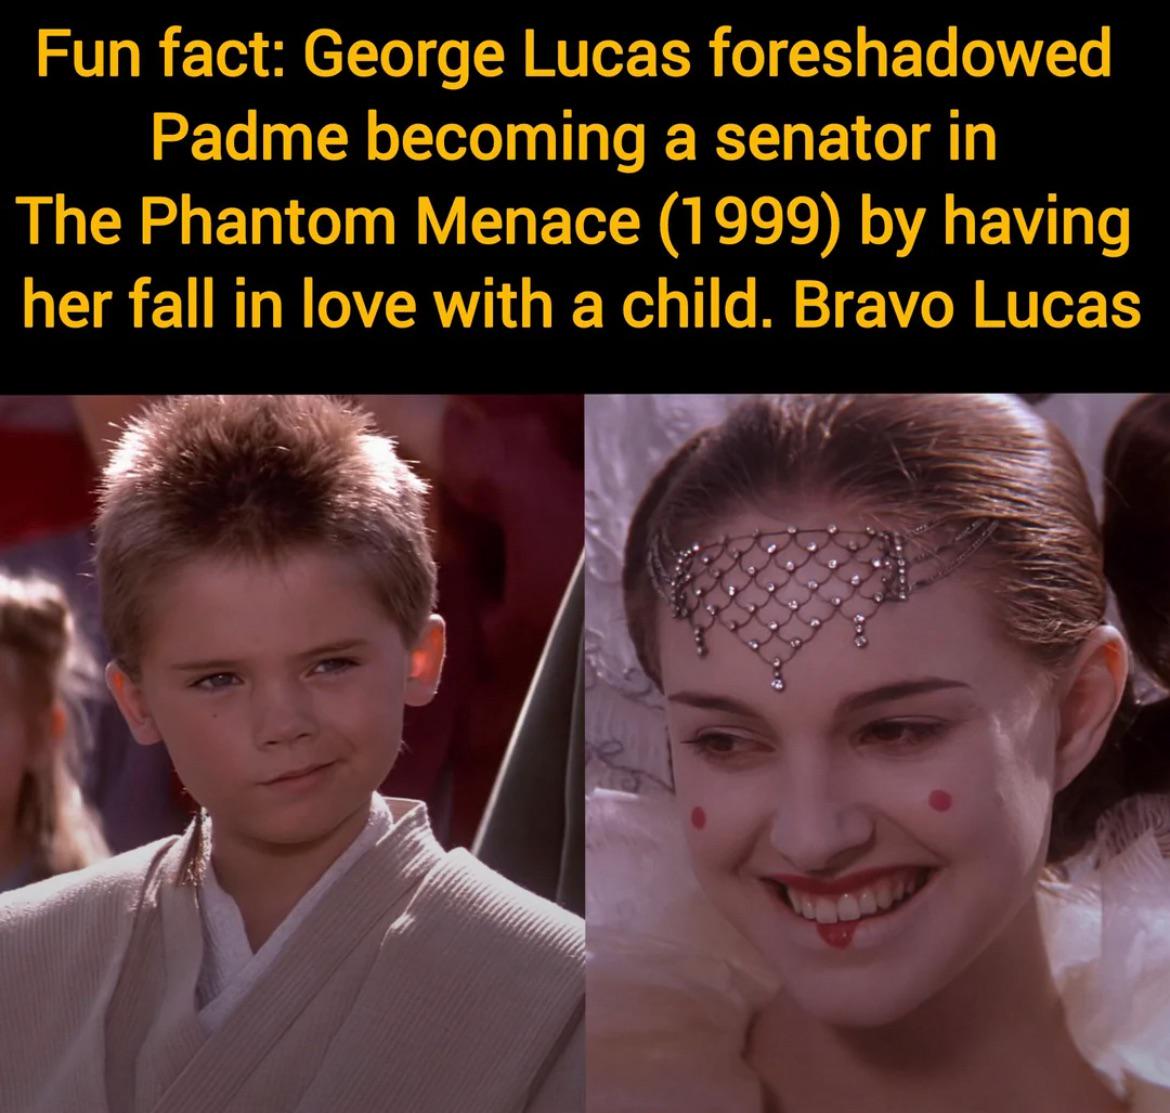 Fun fact: George Lucas foreshadowed
Padme becoming a senator in
The Phantom Menace (1999) by having
her fall in love with a child. Bravo Lucas